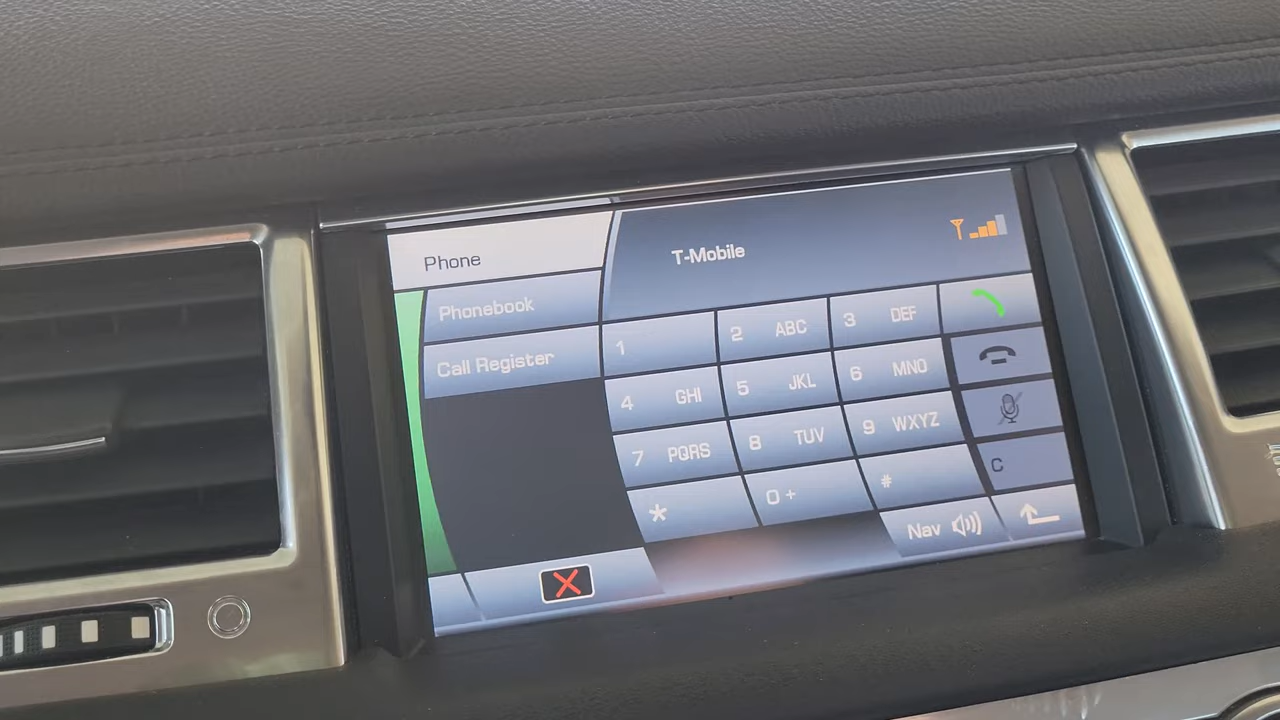 Phone
T-Mobile
Phonebook
Call Register
1
2 ABC
3 DEF
4 GHI
5 JKL
6 MNO
7 PQRS
8 TUV
9 WXYZ
*
0 +
#
C
Nav